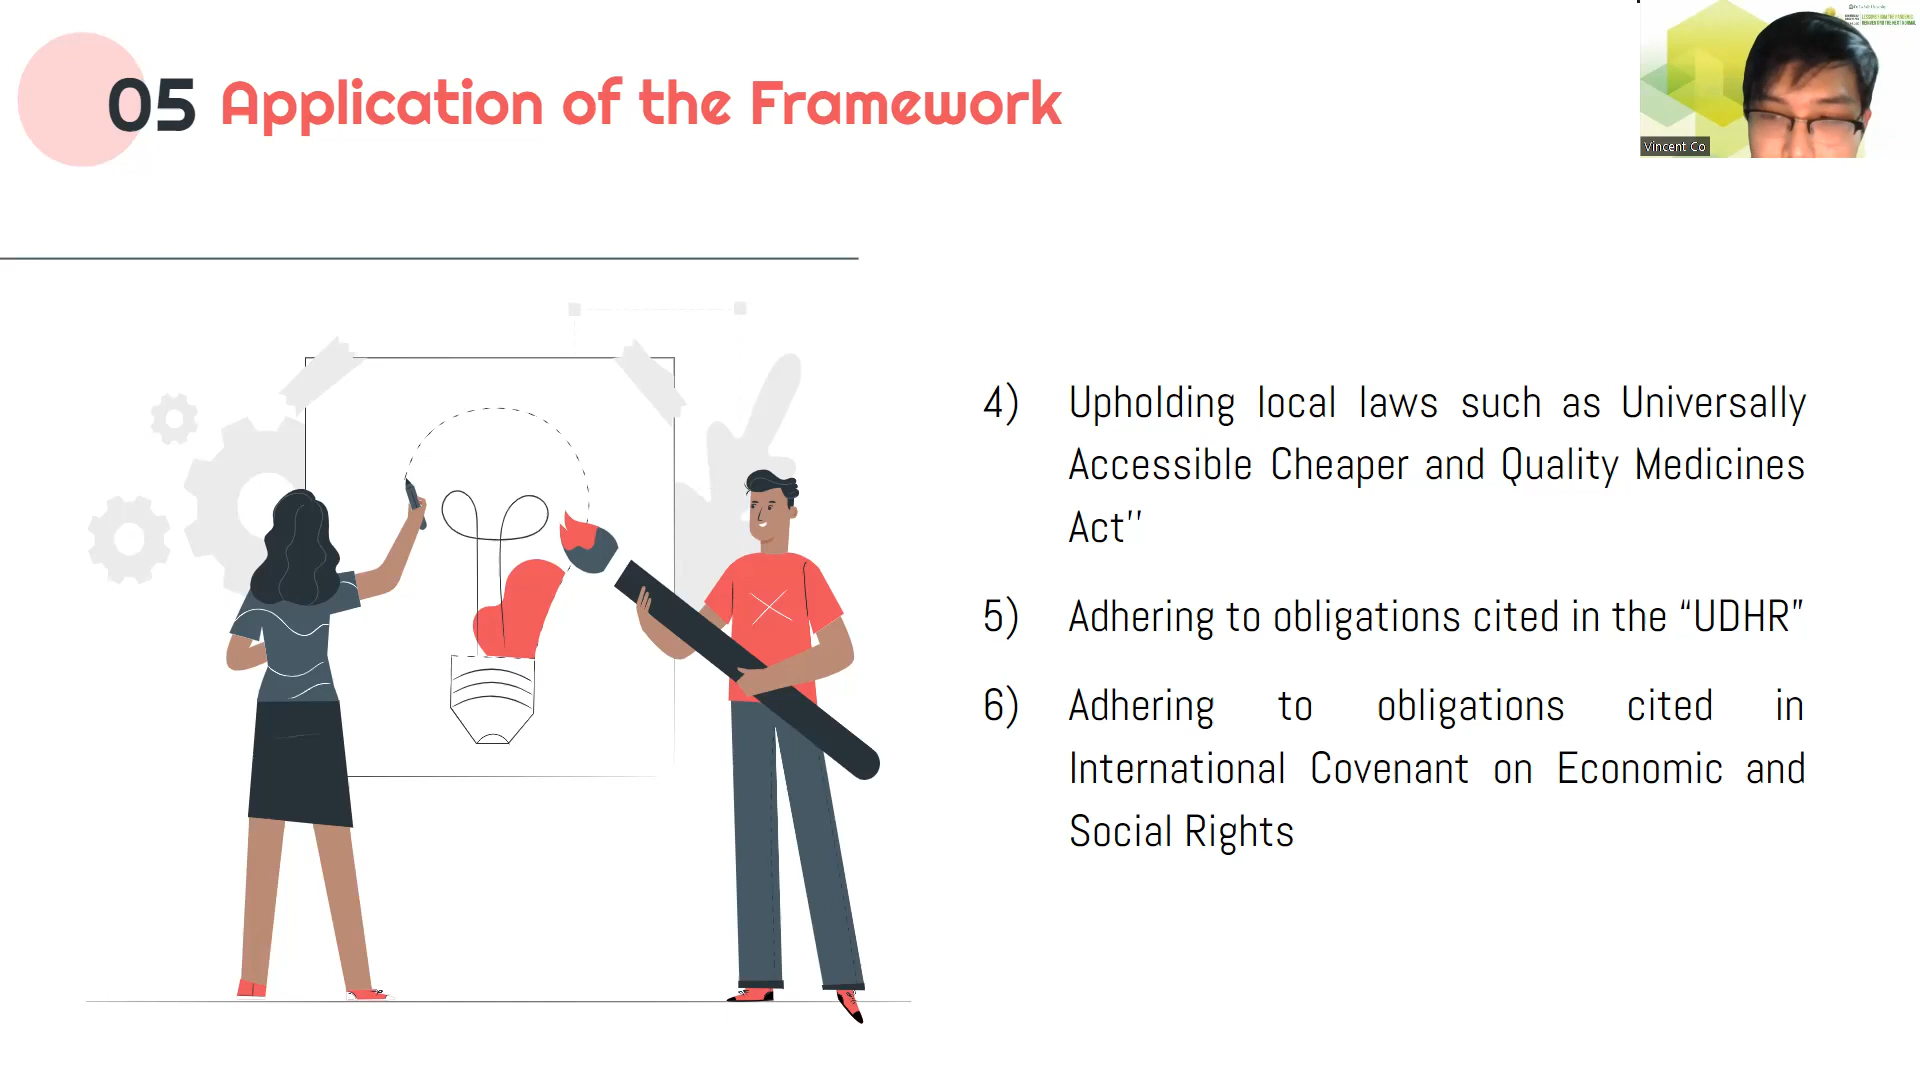 05 Application of the Framework
Vincent Co
4) Upholding local laws such as Universally
Accessible Cheaper and Quality Medicines
Act''
5) Adhering to obligations cited in the “UDHR”
6) Adhering to obligations cited in
International Covenant on Economic and
Social Rights